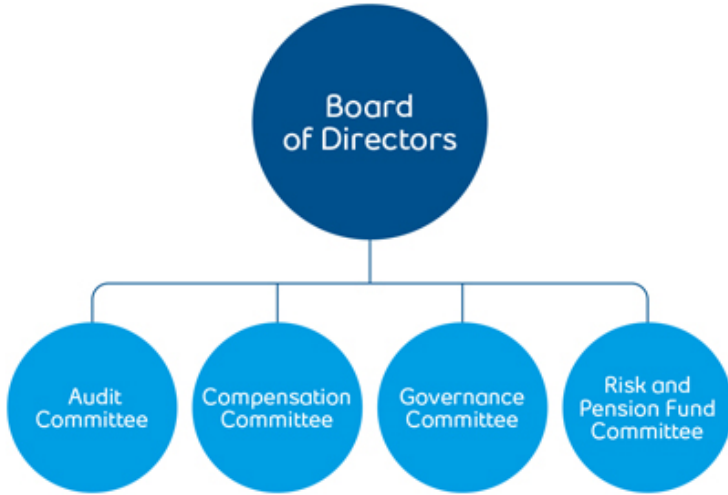 Board
of Directors
Audit
Committee
Compensation
Committee
Governance
Committee
Risk and
Pension Fund
Committee